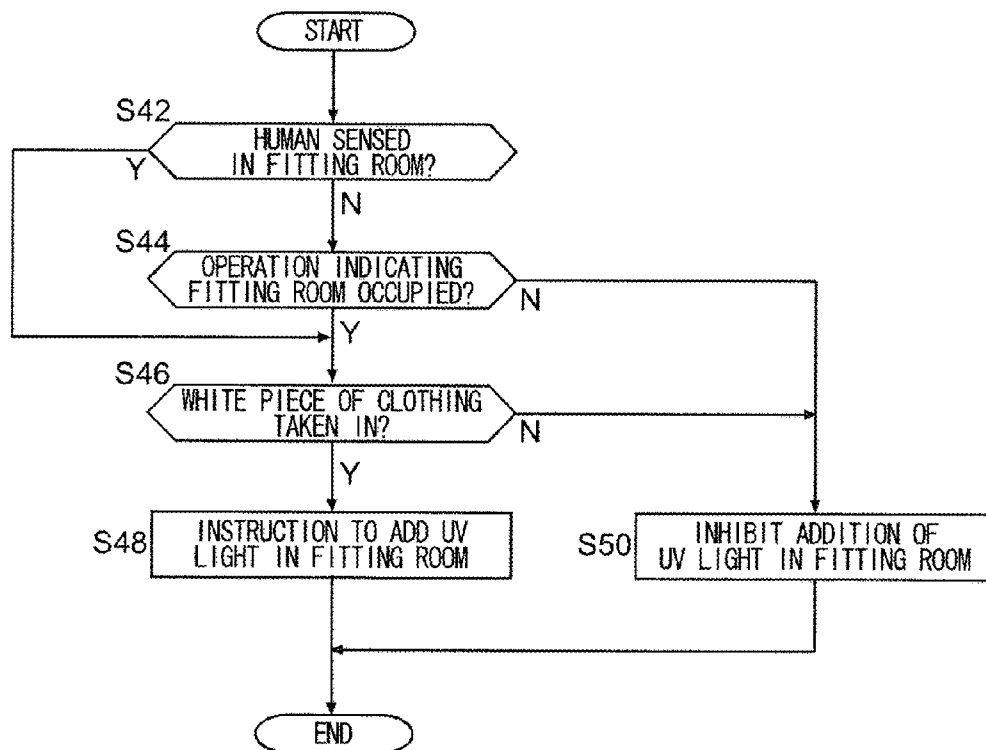 START
S42
HUMAN SENSED
IN FITTING ROOM?
Y
N
S44
OPERATION INDICATING
FITTING ROOM OCCUPIED?
N
Y
S46
WHITE PIECE OF CLOTHING
TAKEN IN?
N
Y
S48
INSTRUCTION TO ADD UV
LIGHT IN FITTING ROOM
S50
INHIBIT ADDITION OF
UV LIGHT IN FITTING ROOM
END